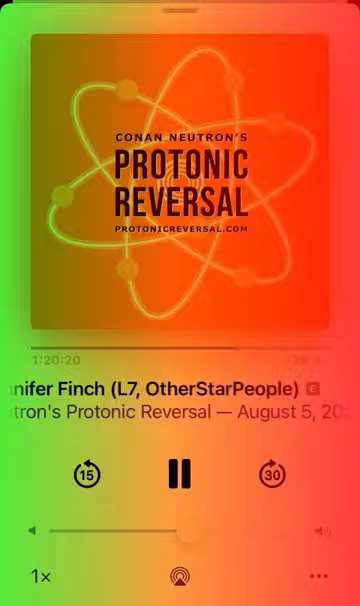 CONAN NEUTRON'S
PROTONIC
REVERSAL
PROTONICREVERSAL.COM
1:20:20
nifer Finch (L7, OtherStarPeople) E
tron's Protonic Reversal — August 5, 20
15
30
1×